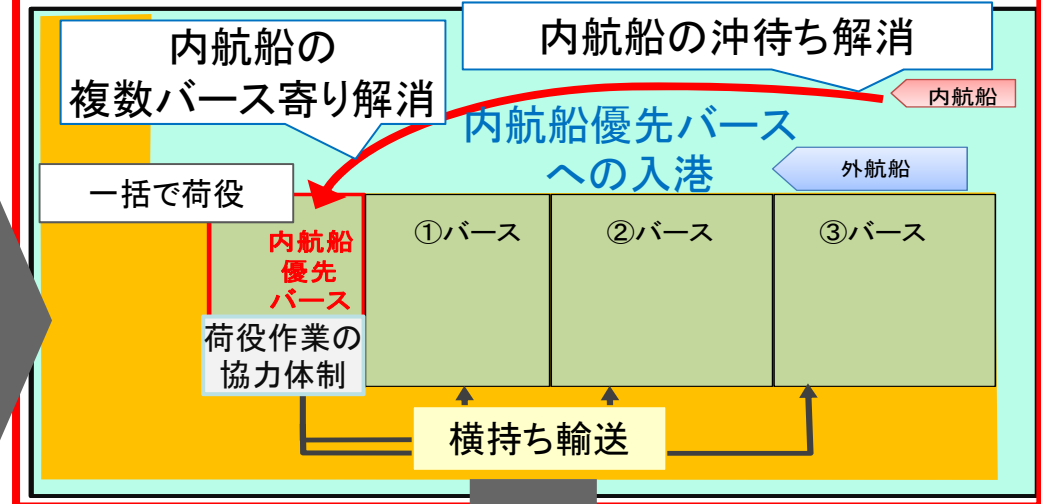 内航船の
複数バース寄り解消
内航船の沖待ち解消
内航船
内航船優先バース
への入港
外航船
一括で荷役
内航船
優先
バース
①バース
②バース
③バース
荷役作業の
協力体制
横持ち輸送